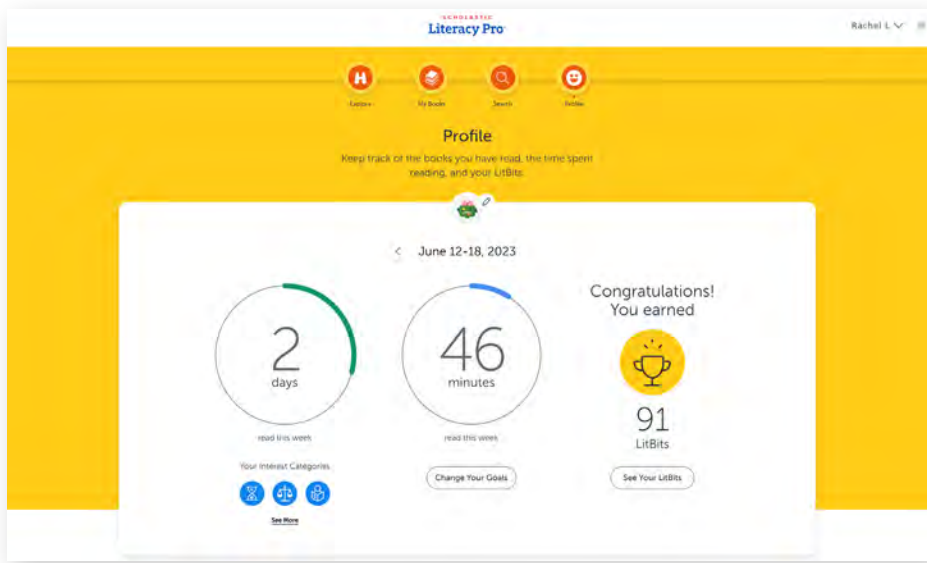 SCHOLASTIC
Literacy Pro
Rachel L
Explore
My Books
Search
Profile
Profile
Keep track of the books you have read, the time spent
reading, and your LitBits.
June 12-18, 2023
2
days
read this week
Your Interest Categories
See More
46
minutes
read this week
Change Your Goals
Congratulations!
You earned
91
LitBits
See Your LitBits